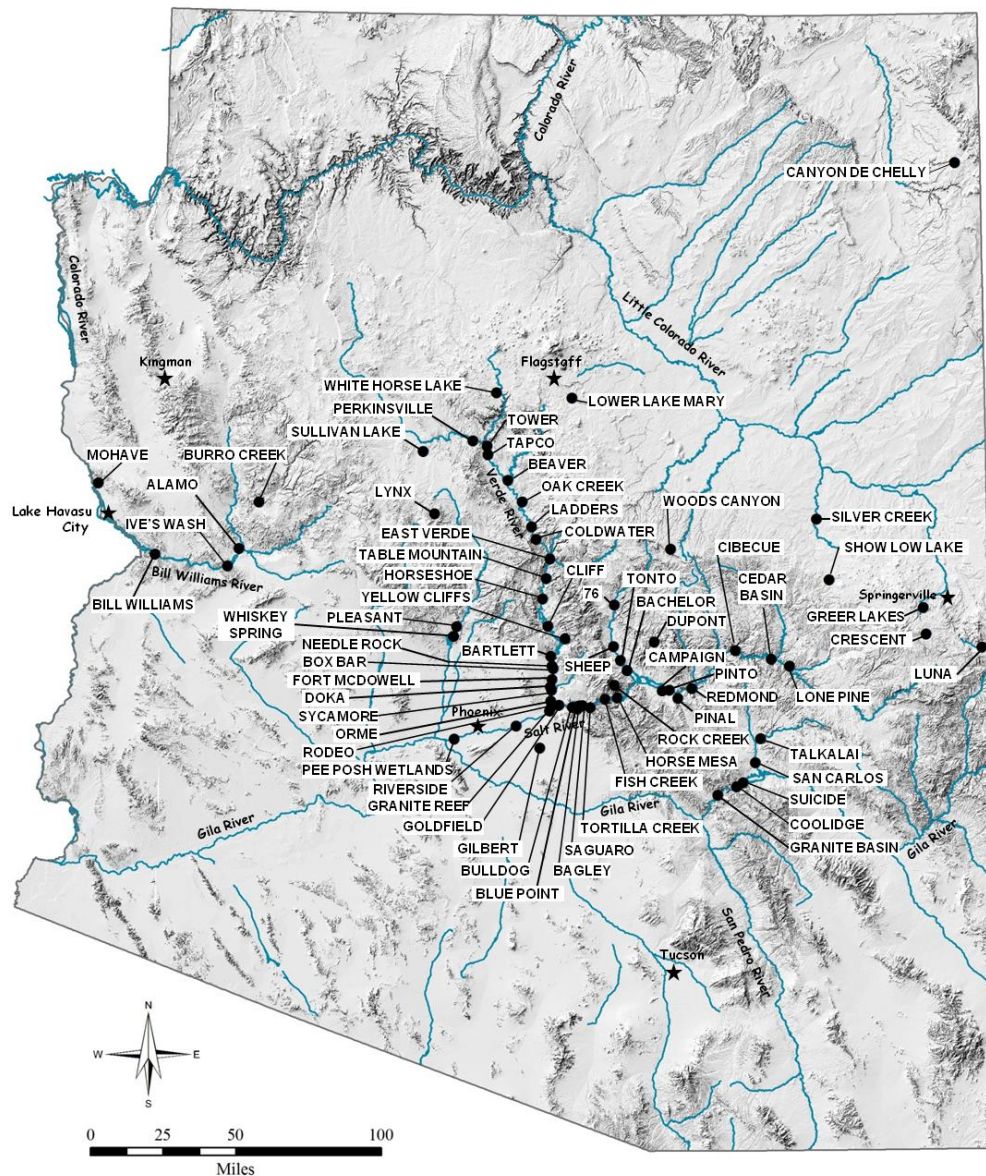 Colorado River
CANYON DE CHELLY
Colorado River
Little Colorado River
Kingman
Flagstaff
WHITE HORSE LAKE
LOWER LAKE MARY
PERKINSVILLE
TOWER
SULLIVAN LAKE
TAPCO
MOHAVE
BURRO CREEK
BEAVER
Verde River
ALAMO
LYNX
OAK CREEK
WOODS CANYON
Lake Havasu
City
IVE'S WASH
LADDERS
SILVER CREEK
EAST VERDE
COLDWATER
TABLE MOUNTAIN
CIBECUE
SHOW LOW LAKE
Bill Williams River
HORSESHOE
CLIFF
TONTO
CEDAR
BASIN
76
YELLOW CLIFFS
BACHELOR
Springerville
BILL WILLIAMS
GREER LAKES
WHISKEY
SPRING
PLEASANT
DUPONT
CRESCENT
NEEDLE ROCK
BARTLETT
CAMPAIGN
BOX BAR
SHEEP
PINTO
LUNA
FORT MCDOWELL
REDMOND
LONE PINE
DOKA
PINAL
SYCAMORE
Phoenix
ORME
Salt River
ROCK CREEK
RODEO
TALKALAI
PEE POSH WETLANDS
HORSE MESA
RIVERSIDE
FISH CREEK
SAN CARLOS
GRANITE REEF
SUICIDE
Gila River
GOLDFIELD
TORTILLA CREEK
COOLIDGE
Gila River
GILBERT
SAGUARO
GRANITE BASIN
Gila River
BULLDOG
BAGLEY
BLUE POINT
San Pedro River
Tucson
N
W
E
S
0 25 50 100
Miles